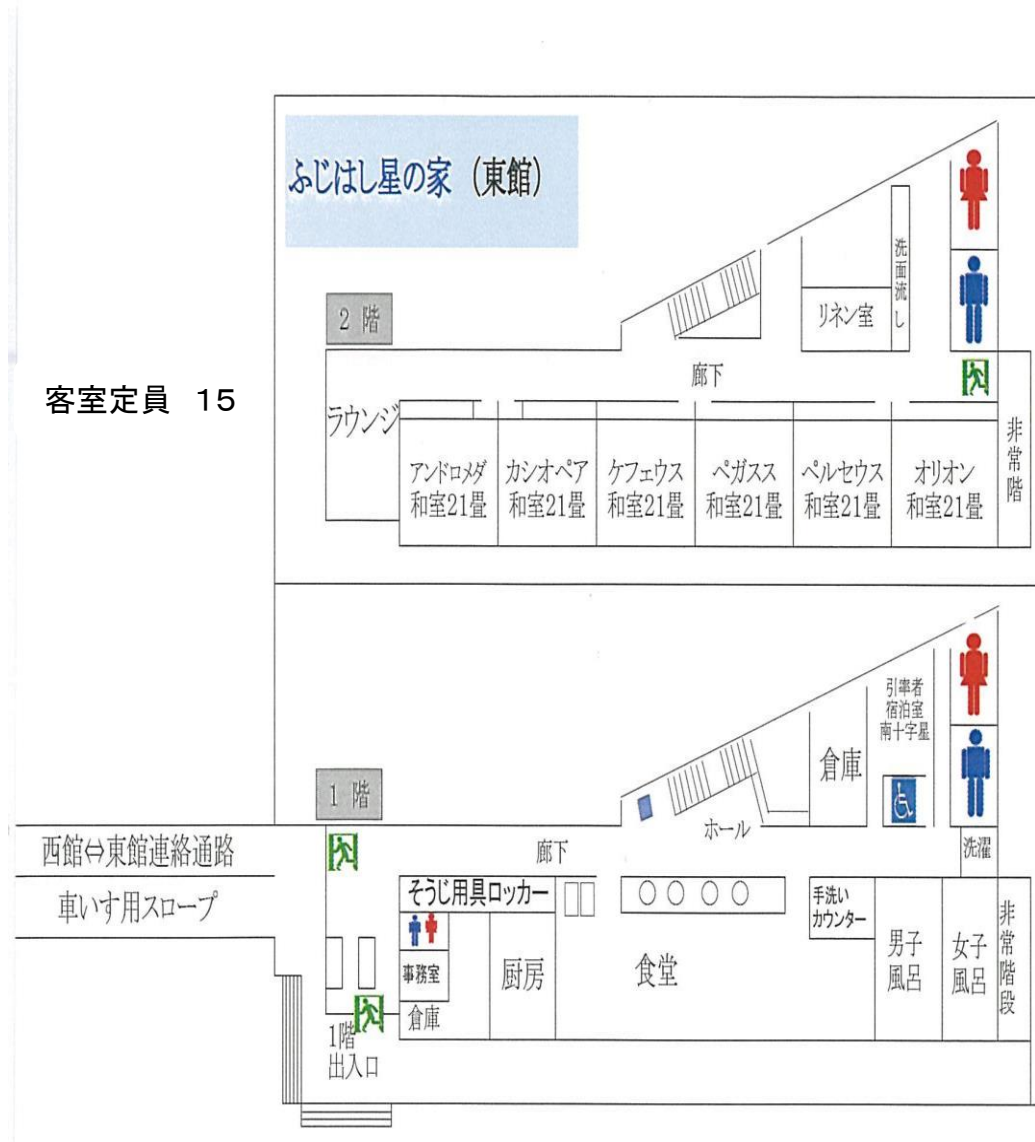 ふじはし星の家 (東館)
2 階
客室定員 15
洗面流し
リネン室
廊下
ラウンジ
非常階
アンドロメダ
和室21畳
カシオペア
和室21畳
ケフェウス
和室21畳
ペガスス
和室21畳
ペルセウス
和室21畳
オリオン
和室21畳
引率者
宿泊室
南十字星
倉庫
1 階
ホール
西館⇔東館連絡通路
廊下
洗濯
車いす用スロープ
そうじ用具ロッカー
手洗い
カウンター
事務室
厨房
食堂
男子
風呂
女子
風呂
非常階段
倉庫
1階
出入口